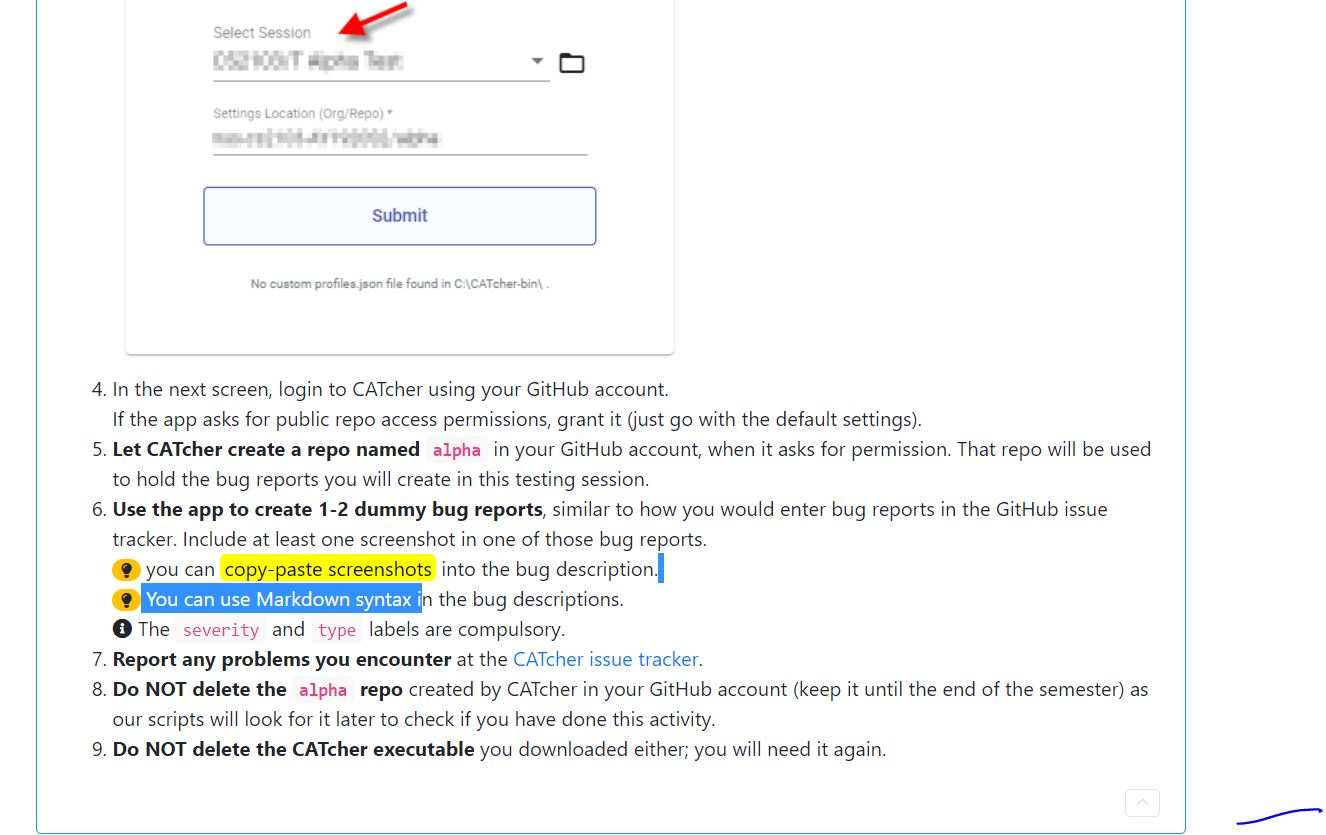 Select Session
Settings Location (Org/Repo) *
Submit
No custom profiles.json file found in C:\CATcher-bin\ .
4. In the next screen, login to CATcher using your GitHub account.
If the app asks for public repo access permissions, grant it (just go with the default settings).
5. Let CATcher create a repo named alpha in your GitHub account, when it asks for permission. That repo will be used
to hold the bug reports you will create in this testing session.
6. Use the app to create 1-2 dummy bug reports, similar to how you would enter bug reports in the GitHub issue
tracker. Include at least one screenshot in one of those bug reports.
you can copy-paste screenshots into the bug description.
You can use Markdown syntax in the bug descriptions.
The severity and type labels are compulsory.
7. Report any problems you encounter at the CATcher issue tracker.
8. Do NOT delete the alpha repo created by CATcher in your GitHub account (keep it until the end of the semester) as
our scripts will look for it later to check if you have done this activity.
9. Do NOT delete the CATcher executable you downloaded either; you will need it again.